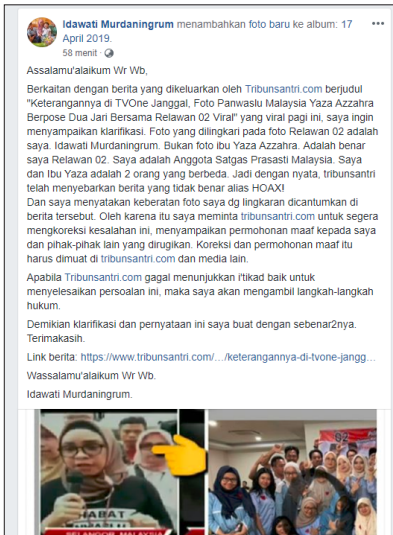 Idawati Murdaningrum menambahkan foto baru ke album: 17
April 2019.
58 menit ·
Assalamu'alaikum Wr Wb,
Berkaitan dengan berita yang dikeluarkan oleh Tribunsantri.com berjudul
"Keterangannya di TVOne Janggal, Foto Panwaslu Malaysia Yaza Azzahra
Berpose Dua Jari Bersama Relawan 02 Viral" yang viral pagi ini, saya ingin
menyampaikan klarifikasi. Foto yang dilingkari pada foto Relawan 02 adalah
saya. Idawati Murdaningrum. Bukan foto ibu Yaza Azzahra. Adalah benar
saya Relawan 02. Saya adalah Anggota Satgas Prasasti Malaysia. Saya
dan Ibu Yaza adalah 2 orang yang berbeda. Jadi dengan nyata, tribunsantri
telah menyebarkan berita yang tidak benar alias HOAX!
Dan saya menyatakan keberatan foto saya dg lingkaran dicantumkan di
berita tersebut. Oleh karena itu saya meminta tribunsantri.com untuk segera
mengkoreksi kesalahan ini, menyampaikan permohonan maaf kepada saya
dan pihak-pihak lain yang dirugikan. Koreksi dan permohonan maaf itu
harus dimuat di tribunsantri.com dan media lain.
Apabila Tribunsantri.com gagal menunjukkan i'tikad baik untuk
menyelesaikan persoalan ini, maka saya akan mengambil langkah-langkah
hukum.
Demikian klarifikasi dan pernyataan ini saya buat dengan sebenar2nya.
Terimakasih.
Link berita: https://www.tribunsantri.com/…/keterangannya-di-tvone-jangg…
Wassalamu'alaikum Wr Wb.
Idawati Murdaningrum.
02
SELANGOR, MALAYSIA